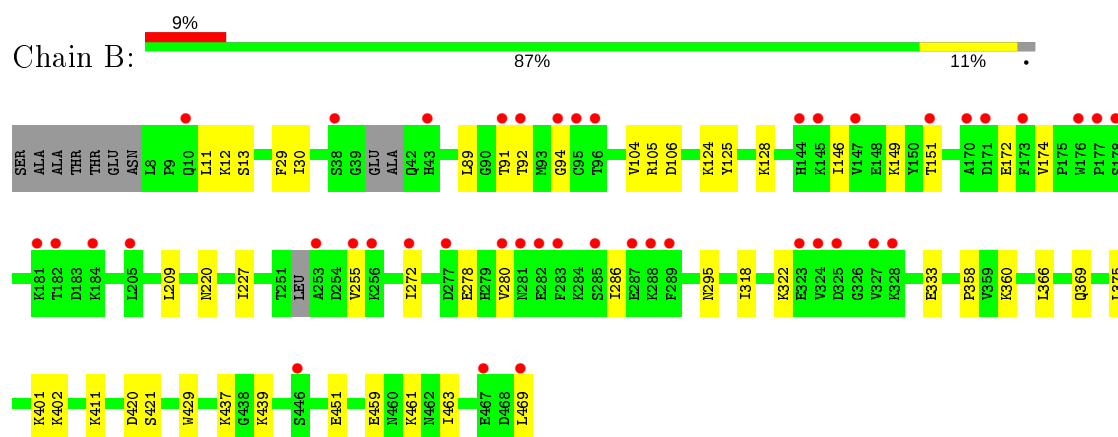 9%
Chain B:
87% 11% •
SER ALA ALA THR THR GLU ASN L8 P9 Q10 L11 K12 S13 F29 I30 S38 G39 GLU ALA Q42 H43 L89 G90 T91 T92 M93 G94 C95 T96 V104 R105 D106 K124 Y125 K128 H144 K145 I146 V147 E148 K149 Y150 T151 A170 D171 E172 F173 V174 P175 W176 P177 S178
K181 T182 D183 K184 L205 L209 N220 I227 T251 LEU A253 D254 V255 K256 I272 D277 E278 H279 V280 N281 E282 F283 K284 S285 I286 E287 K288 F289 N295 I318 K322 E323 V324 D325 G326 V327 K328 E333 P358 V359 K360 L366 Q369 L375
K401 K402 K411 D420 S421 W429 K437 G438 K439 S446 E451 E459 N460 K461 N462 I463 E467 D468 L469